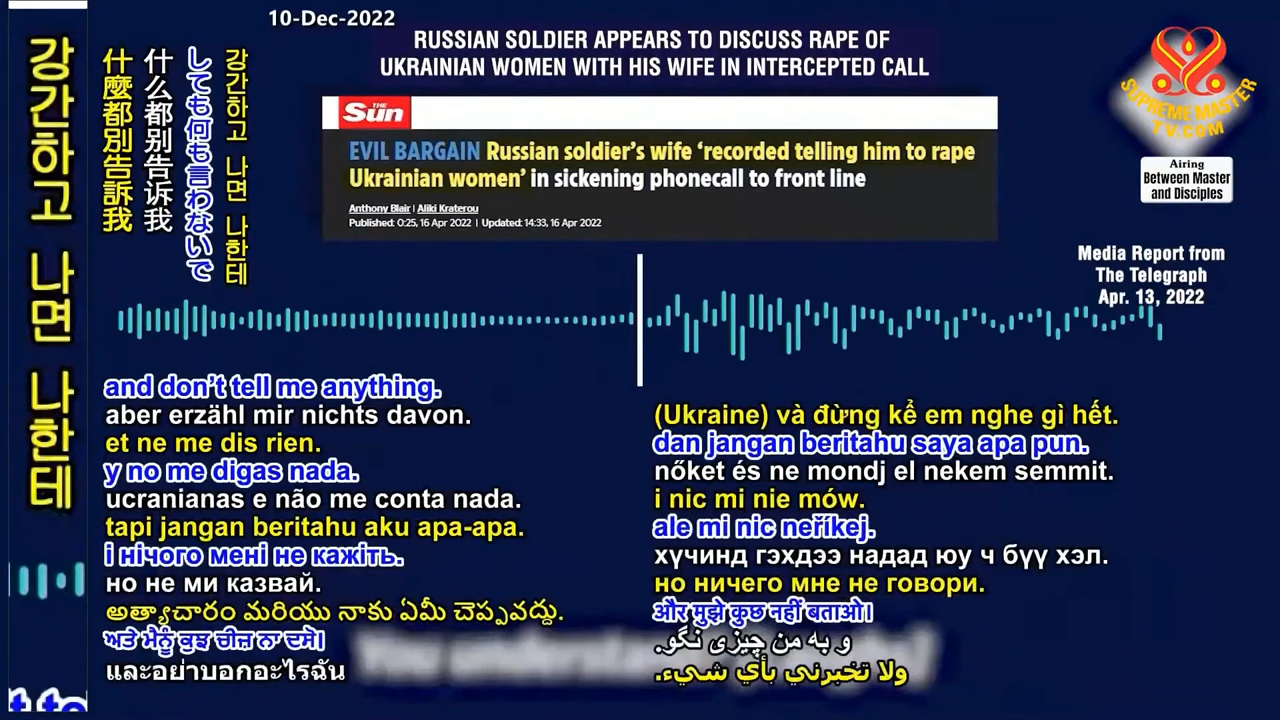 10-Dec-2022
RUSSIAN SOLDIER APPEARS TO DISCUSS RAPE OF
UKRAINIAN WOMEN WITH HIS WIFE IN INTERCEPTED CALL
SUPREME MASTER
TV.COM
Airing
Between Master
and Disciples
THE Sun
EVIL BARGAIN Russian soldier's wife 'recorded telling him to rape
Ukrainian women' in sickening phonecall to front line
Anthony Blair | Aliki Kraterou
Published: 0:25, 16 Apr 2022 | Updated: 14:33, 16 Apr 2022
Media Report from
The Telegraph
Apr. 13, 2022
강간하고 나면 나한테
강간하고 나면 나한테
しても何も言わないで
什么都别告诉我
什麼都別告訴我
and don't tell me anything.
aber erzähl mir nichts davon.
et ne me dis rien.
y no me digas nada.
ucranianas e não me conta nada.
tapi jangan beritahu aku apa-apa.
і нічого мені не кажіть.
но не ми казвай.
అత్యాచారం మరియు నాకు ఏమీ చెప్పవద్దు.
ਅਤੇ ਮੈਨੂੰ ਕੁਝ ਚੀਜ਼ ਨਾ ਦਸੋ।
และอย่าบอกอะไรฉัน
(Ukraine) và đừng kể em nghe gì hết.
dan jangan beritahu saya apa pun.
nőket és ne mondj el nekem semmit.
i nic mi nie mów.
ale mi nic neříkej.
хүчинд гэхдээ надад юу ч бүү хэл.
но ничего мне не говори.
और मुझे कुछ नहीं बताओ।
و به من چیزی نگو.
ولا تخبرني بأي شيء.